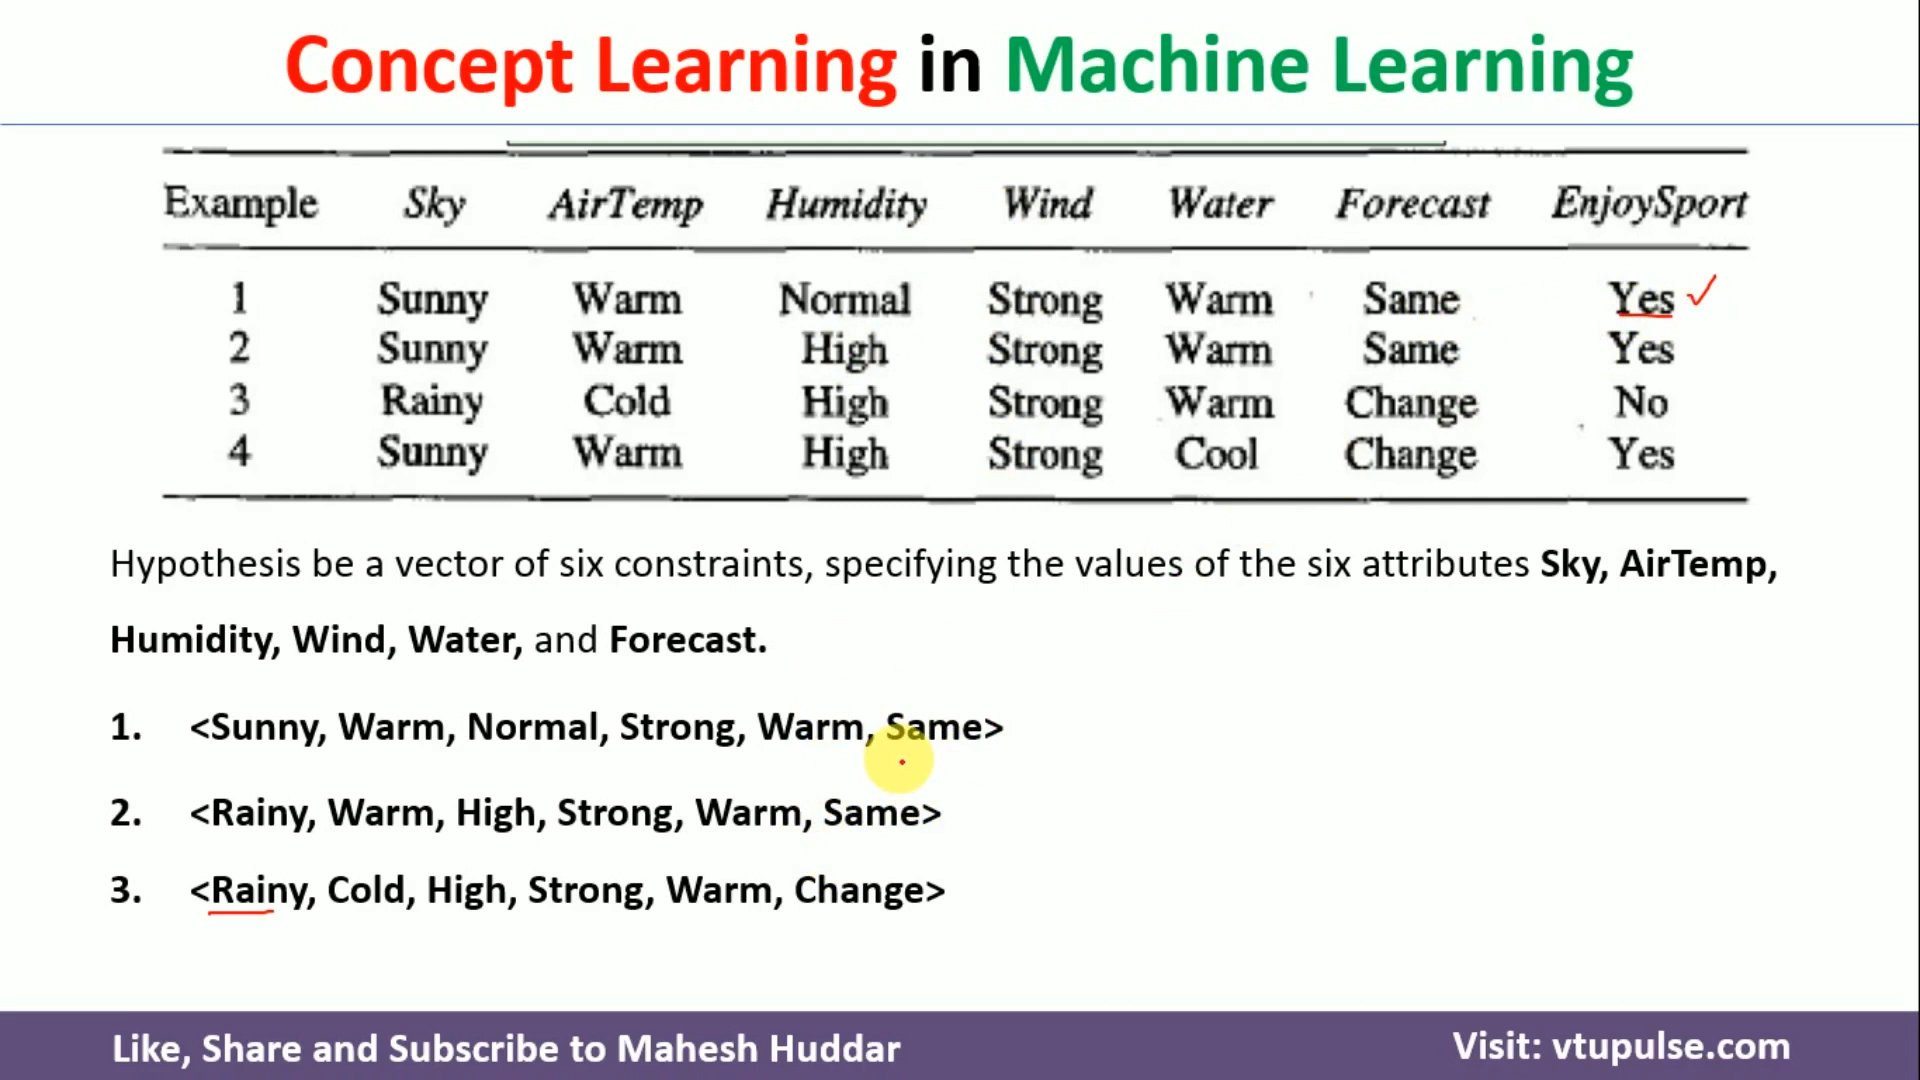 Concept Learning in Machine Learning
Example Sky AirTemp Humidity Wind Water Forecast EnjoySport
1 Sunny Warm Normal Strong Warm Same Yes ✓
2 Sunny Warm High Strong Warm Same Yes
3 Rainy Cold High Strong Warm Change No
4 Sunny Warm High Strong Cool Change Yes
Hypothesis be a vector of six constraints, specifying the values of the six attributes Sky, AirTemp,
Humidity, Wind, Water, and Forecast.
1. <Sunny, Warm, Normal, Strong, Warm, Same>
2. <Rainy, Warm, High, Strong, Warm, Same>
3. <Rainy, Cold, High, Strong, Warm, Change>
Like, Share and Subscribe to Mahesh Huddar
Visit: vtupulse.com